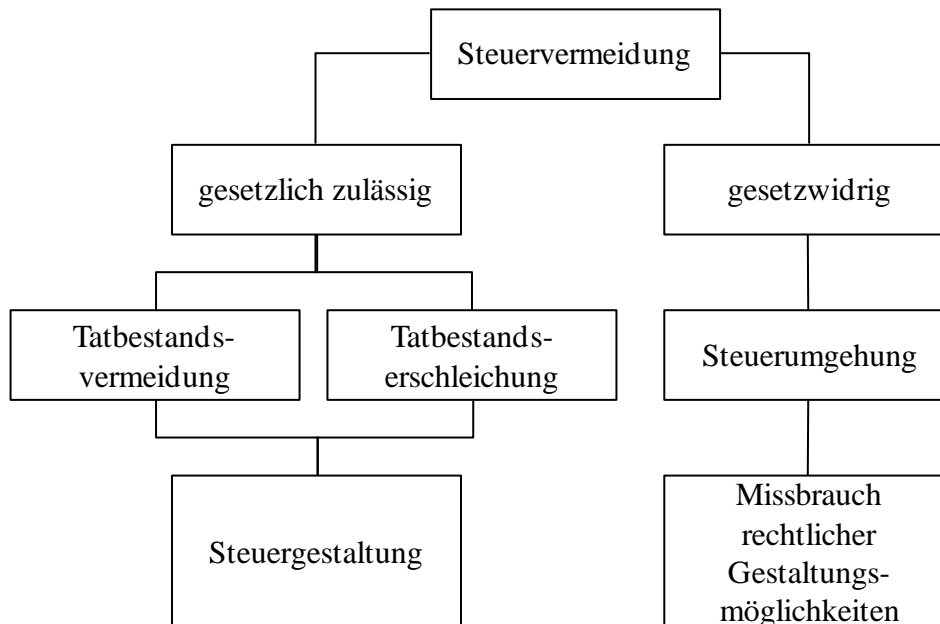 Steuervermeidung
gesetzlich zulässig
gesetzwidrig
Tatbestands-
vermeidung
Tatbestands-
erschleichung
Steuerumgehung
Steuergestaltung
Missbrauch
rechtlicher
Gestaltungs-
möglichkeiten